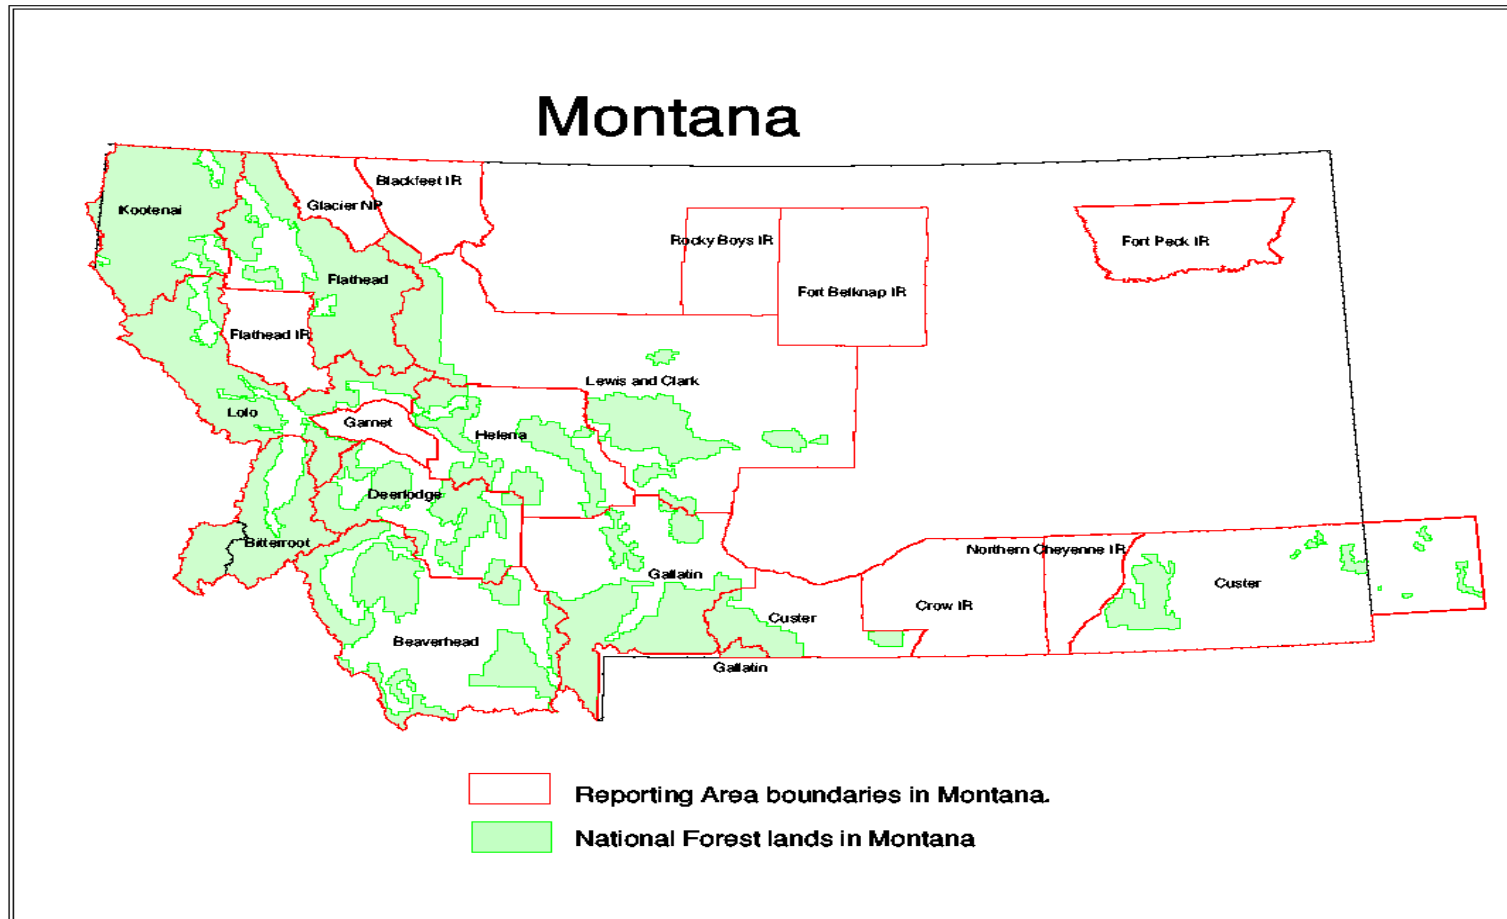 Montana
Blackfeet IR
Kootenai
Glacier NP
Rocky Boys IR
Fort Peck IR
Flathead
Fort Belknap IR
Flathead IR
Lewis and Clark
Lolo
Garnet
Helena
Deerlodge
Bitterroot
Northern Cheyenne IR
Gallatin
Custer
Crow IR
Custer
Beaverhead
Gallatin
Reporting Area boundaries in Montana.
National Forest lands in Montana